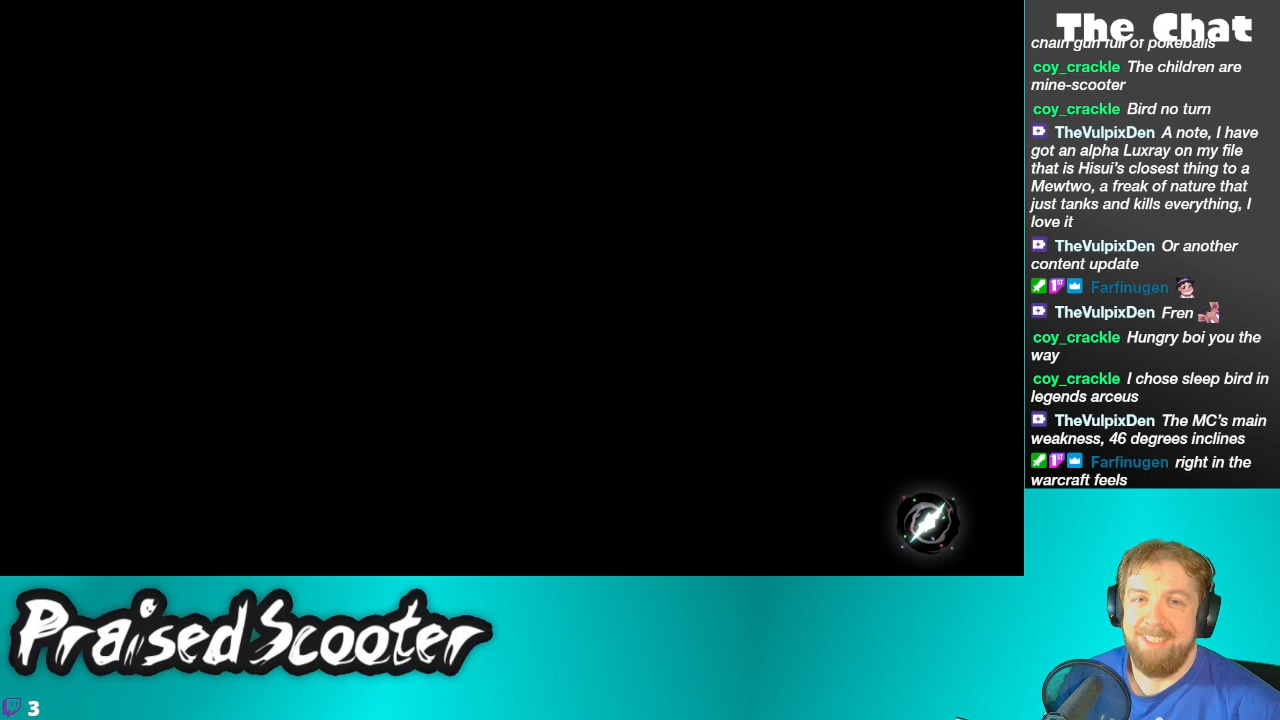 The Chat
chain gun full of pokeballs
coy_crackle The children are
mine-scooter
coy_crackle Bird no turn
TheVulpixDen A note, I have
got an alpha Luxray on my file
that is Hisui's closest thing to a
Mewtwo, a freak of nature that
just tanks and kills everything, I
love it
TheVulpixDen Or another
content update
1ST Farfinugen
TheVulpixDen Fren
coy_crackle Hungry boi you the
way
coy_crackle I chose sleep bird in
legends arceus
TheVulpixDen The MC's main
weakness, 46 degrees inclines
1ST Farfinugen right in the
warcraft feels
PraisedScooter
3